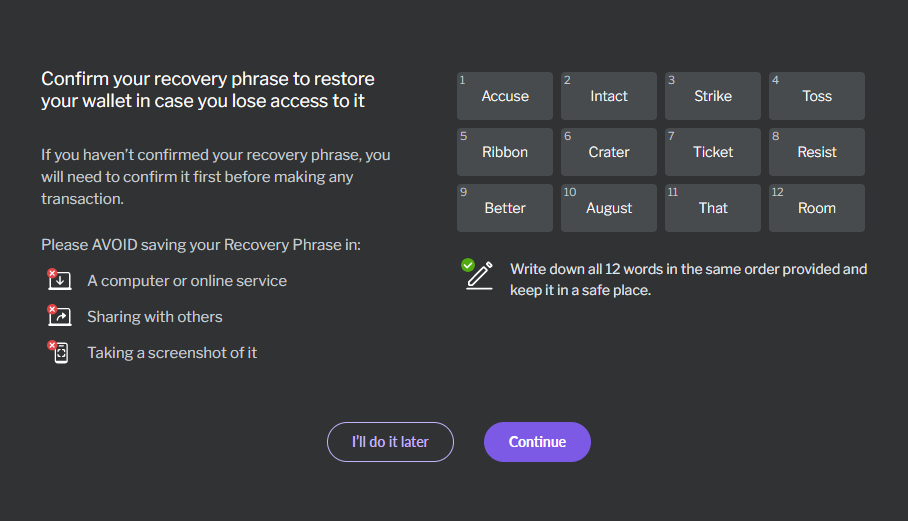 Confirm your recovery phrase to restore
your wallet in case you lose access to it
If you haven't confirmed your recovery phrase, you
will need to confirm it first before making any
transaction.
Please AVOID saving your Recovery Phrase in:
A computer or online service
Sharing with others
Taking a screenshot of it
1 Accuse
2 Intact
3 Strike
4 Toss
5 Ribbon
6 Crater
7 Ticket
8 Resist
9 Better
10 August
11 That
12 Room
Write down all 12 words in the same order provided and
keep it in a safe place.
I'll do it later
Continue